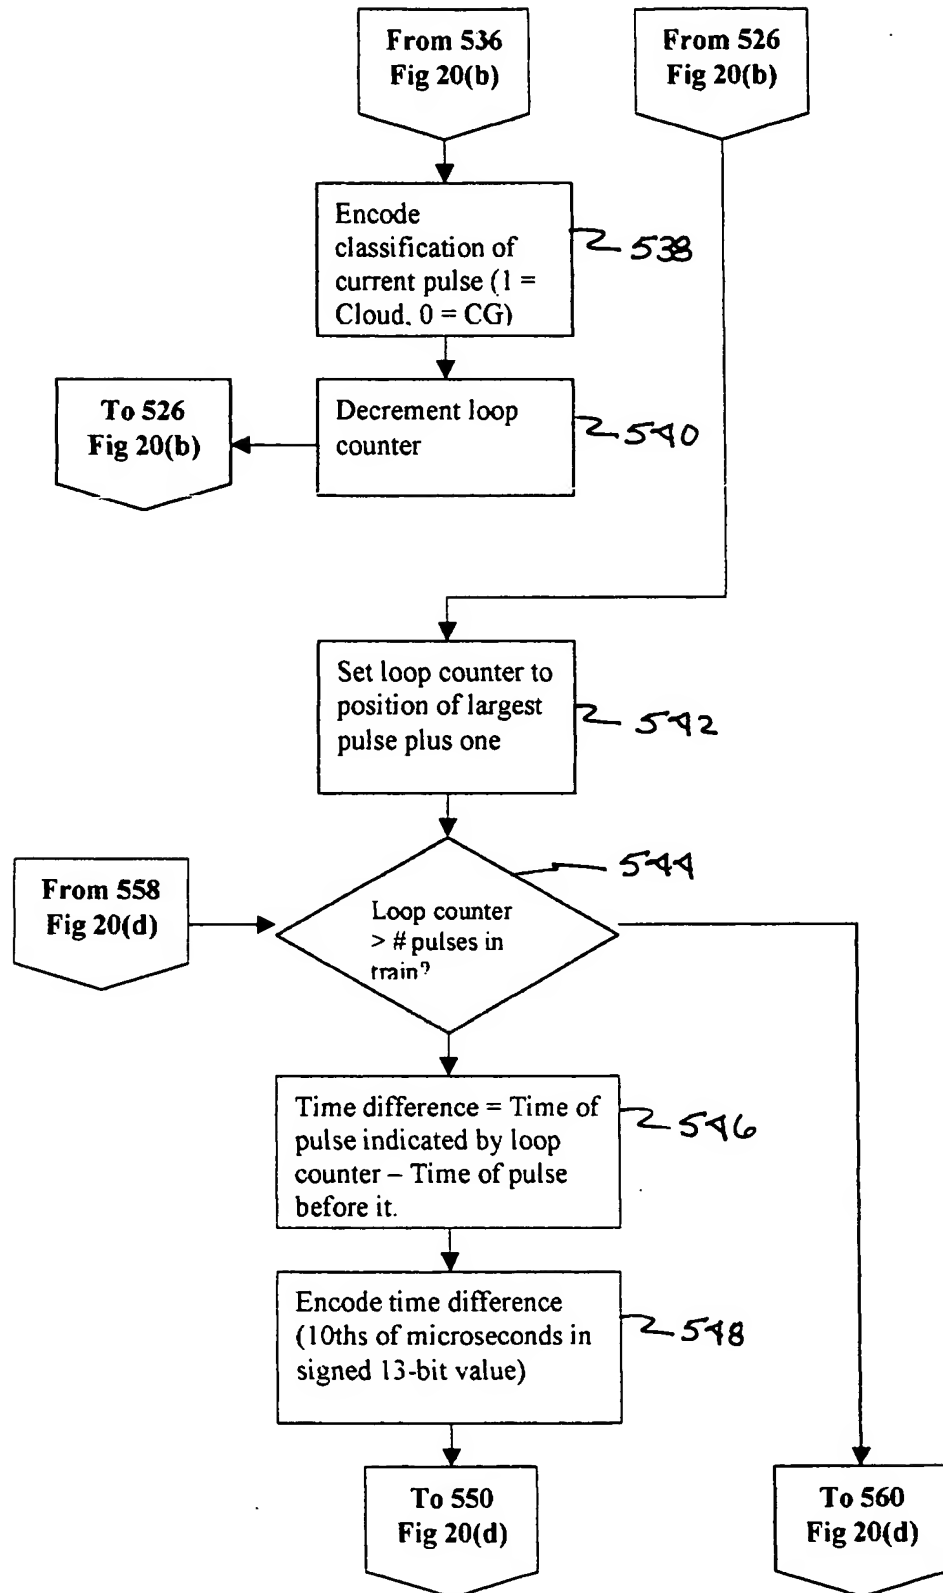 From 536
Fig 20(b)
From 526
Fig 20(b)
Encode
classification of
current pulse (1 =
Cloud, 0 = CG)
538
To 526
Fig 20(b)
Decrement loop
counter
540
Set loop counter to
position of largest
pulse plus one
542
544
From 558
Fig 20(d)
Loop counter
> # pulses in
train?
Time difference = Time of
pulse indicated by loop
counter – Time of pulse
before it.
546
Encode time difference
(10ths of microseconds in
signed 13-bit value)
548
To 550
Fig 20(d)
To 560
Fig 20(d)